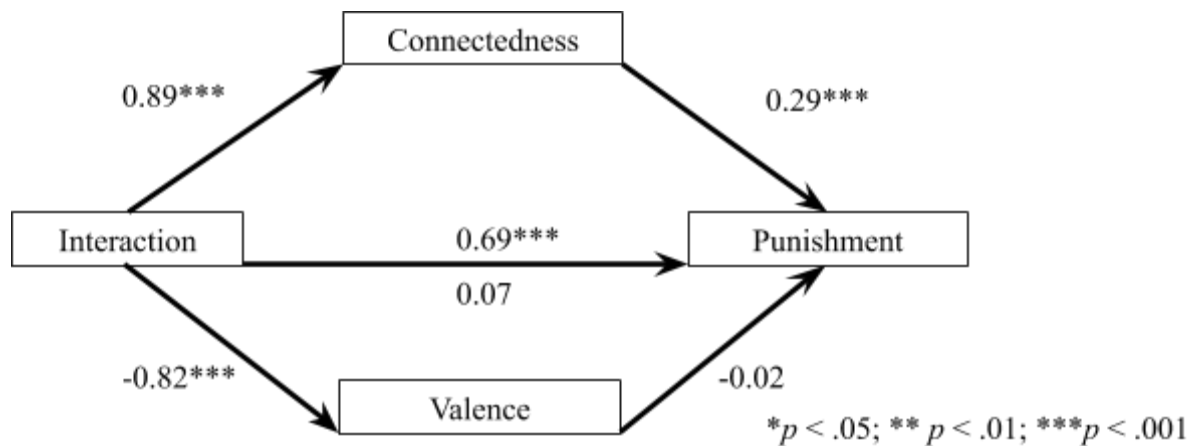 Connectedness
0.89***
0.29***
Interaction
0.69***
Punishment
0.07
-0.82***
-0.02
Valence
*p < .05; ** p < .01; ***p < .001